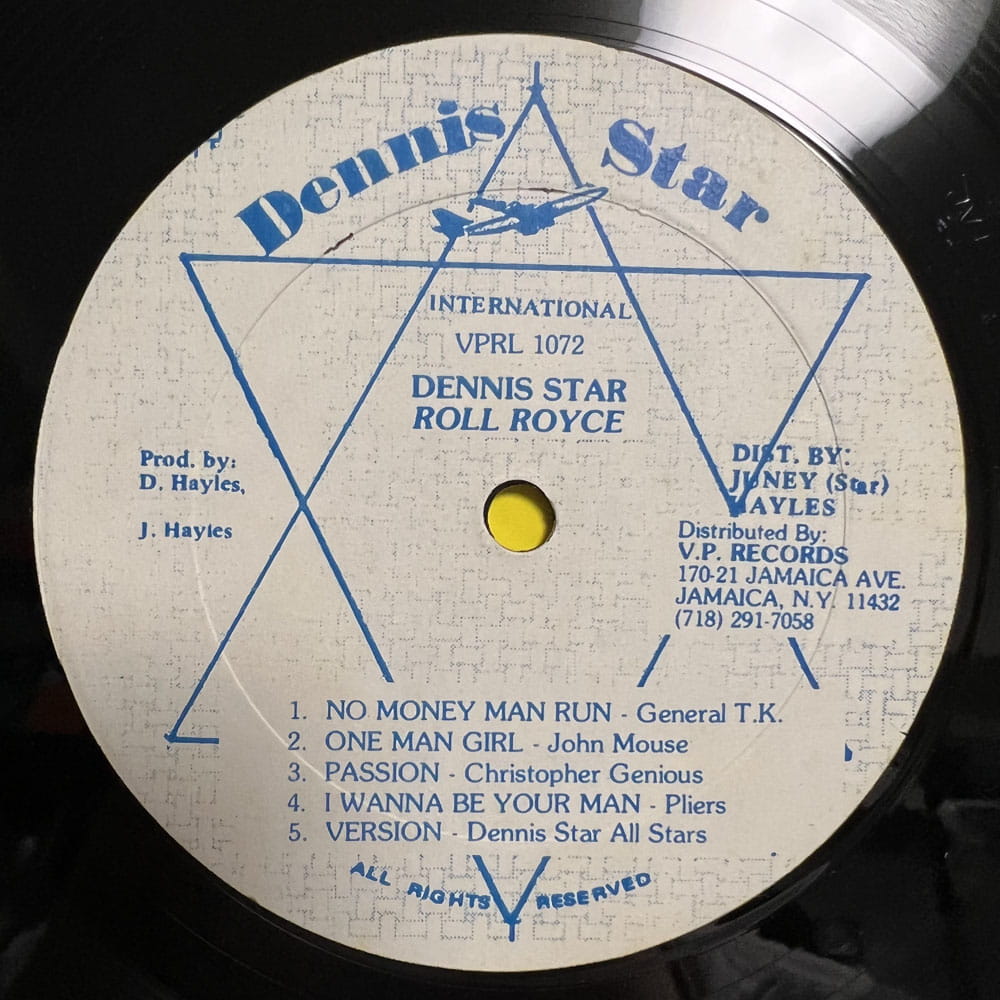 Dennis Star
INTERNATIONAL
VPRL 1072
DENNIS STAR
ROLL ROYCE
Prod. by:
D. Hayles,
J. Hayles
DIST. BY:
JUNEY (Star)
HAYLES
Distributed By:
V.P. RECORDS
170-21 JAMAICA AVE.
JAMAICA, N.Y. 11432
(718) 291-7058
1. NO MONEY MAN RUN - General T.K.
2. ONE MAN GIRL - John Mouse
3. PASSION - Christopher Genious
4. I WANNA BE YOUR MAN - Pliers
5. VERSION - Dennis Star All Stars
ALL RIGHTS RESERVED